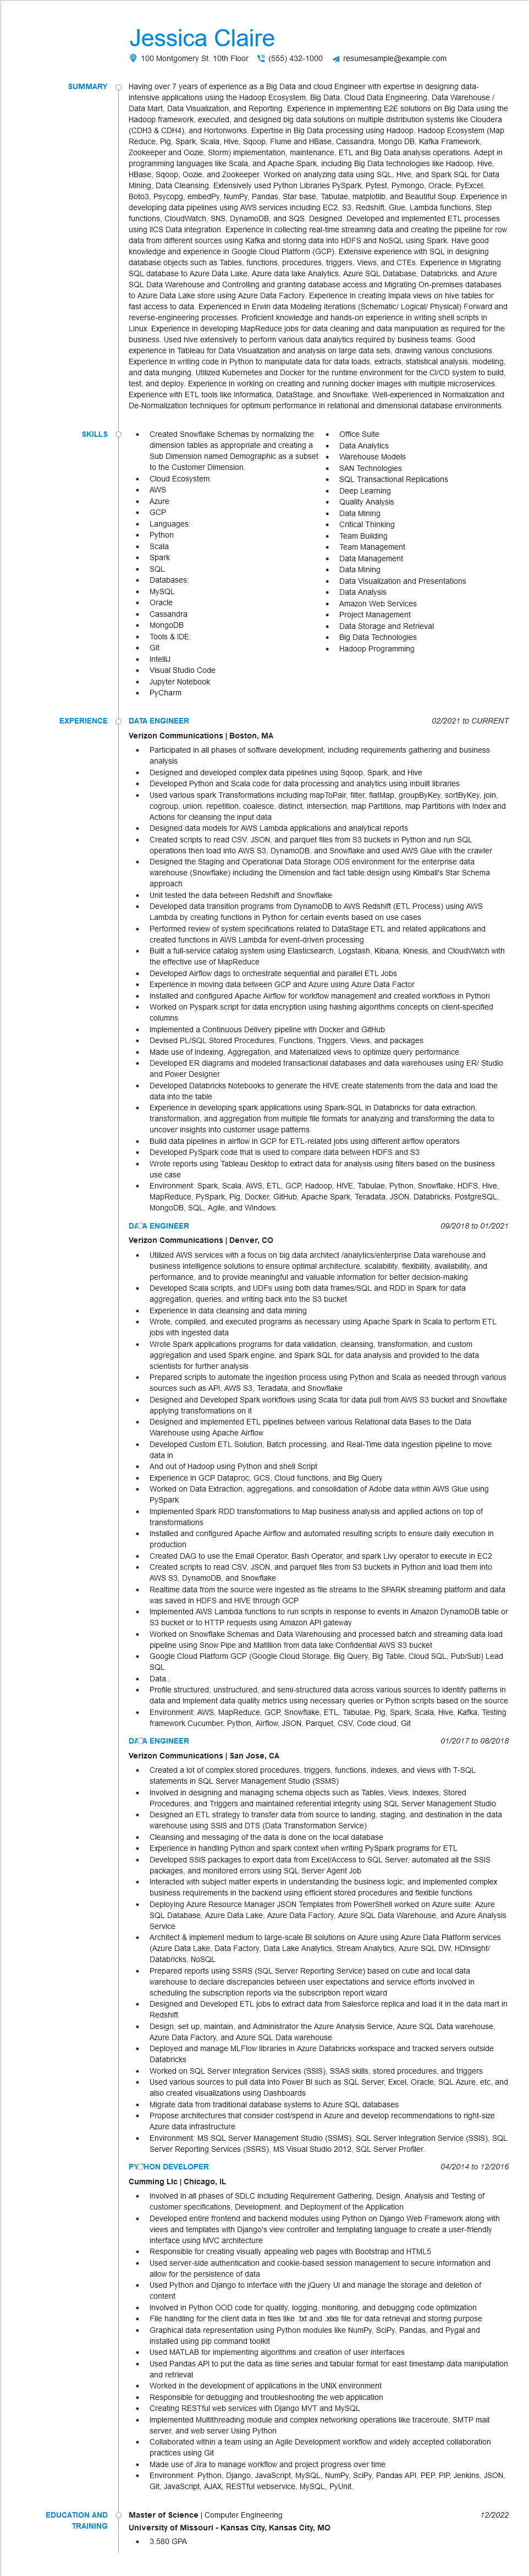 Jessica Claire
100 Montgomery St. 10th Floor (555) 432-1000 resumesample@example.com
SUMMARY
Having over 7 years of experience as a Big Data and cloud Engineer with expertise in designing data-
intensive applications using the Hadoop Ecosystem, Big Data, Cloud Data Engineering, Data Warehouse /
Data Mart, Data Visualization, and Reporting. Experience in implementing E2E solutions on Big Data using the
Hadoop framework, executed, and designed big data solutions on multiple distribution systems like Cloudera
(CDH3 & CDH4), and Hortonworks. Expertise in Big Data processing using Hadoop, Hadoop Ecosystem (Map
Reduce, Pig, Spark, Scala, Hive, Sqoop, Flume and HBase, Cassandra, Mongo DB, Kafka Framework,
Zookeeper and Oozie, Storm) implementation, maintenance, ETL and Big Data analysis operations. Adept in
programming languages like Scala, and Apache Spark, including Big Data technologies like Hadoop, Hive,
HBase, Sqoop, Oozie, and Zookeeper. Worked on analyzing data using SQL, Hive, and Spark SQL for Data
Mining, Data Cleansing. Extensively used Python Libraries PySpark, Pytest, Pymongo, Oracle, PyExcel,
Boto3, Psycopg, embedPy, NumPy, Pandas, Star base, Tabulae, matplotlib, and Beautiful Soup. Experience in
developing data pipelines using AWS services including EC2, S3, Redshift, Glue, Lambda functions, Step
functions, CloudWatch, SNS, DynamoDB, and SQS. Designed. Developed and implemented ETL processes
using IICS Data integration. Experience in collecting real-time streaming data and creating the pipeline for row
data from different sources using Kafka and storing data into HDFS and NoSQL using Spark. Have good
knowledge and experience in Google Cloud Platform (GCP). Extensive experience with SQL in designing
database objects such as Tables, functions, procedures, triggers, Views, and CTEs. Experience in Migrating
SQL database to Azure Data Lake, Azure data lake Analytics, Azure SQL Database, Databricks, and Azure
SQL Data Warehouse and Controlling and granting database access and Migrating On-premises databases
to Azure Data Lake store using Azure Data Factory. Experience in creating Impala views on hive tables for
fast access to data. Experienced in Erwin data Modeling iterations (Schematic/ Logical/ Physical) Forward and
reverse-engineering processes. Proficient knowledge and hands-on experience in writing shell scripts in
Linux. Experience in developing MapReduce jobs for data cleaning and data manipulation as required for the
business. Used hive extensively to perform various data analytics required by business teams. Good
experience in Tableau for Data Visualization and analysis on large data sets, drawing various conclusions.
Experience in writing code in Python to manipulate data for data loads, extracts, statistical analysis, modeling,
and data munging. Utilized Kubernetes and Docker for the runtime environment for the CI/CD system to build,
test, and deploy. Experience in working on creating and running docker images with multiple microservices.
Experience with ETL tools like Informatica, DataStage, and Snowflake. Well-experienced in Normalization and
De-Normalization techniques for optimum performance in relational and dimensional database environments.
SKILLS
• Created Snowflake Schemas by normalizing the
dimension tables as appropriate and creating a
Sub Dimension named Demographic as a subset
to the Customer Dimension.
• Cloud Ecosystem:
• AWS
• Azure
• GCP
• Languages:
• Python
• Scala
• Spark
• SQL
• Databases:
• MySQL
• Oracle
• Cassandra
• MongoDB
• Tools & IDE:
• Git
• IntelliJ
• Visual Studio Code
• Jupyter Notebook
• PyCharm
• Office Suite
• Data Analytics
• Warehouse Models
• SAN Technologies
• SQL Transactional Replications
• Deep Learning
• Quality Analysis
• Data Mining
• Critical Thinking
• Team Building
• Team Management
• Data Management
• Data Mining
• Data Visualization and Presentations
• Data Analysis
• Amazon Web Services
• Project Management
• Data Storage and Retrieval
• Big Data Technologies
• Hadoop Programming
EXPERIENCE
DATA ENGINEER 02/2021 to CURRENT
Verizon Communications | Boston, MA
• Participated in all phases of software development, including requirements gathering and business
analysis
• Designed and developed complex data pipelines using Sqoop, Spark, and Hive
• Developed Python and Scala code for data processing and analytics using inbuilt libraries
• Used various spark Transformations including mapToPair, filter, flatMap, groupByKey, sortByKey, join,
cogroup, union, repetition, coalesce, distinct, intersection, map Partitions, map Partitions with Index and
Actions for cleansing the input data
• Designed data models for AWS Lambda applications and analytical reports
• Created scripts to read CSV, JSON, and parquet files from S3 buckets in Python and run SQL
operations then load into AWS S3, DynamoDB, and Snowflake and used AWS Glue with the crawler
• Designed the Staging and Operational Data Storage ODS environment for the enterprise data
warehouse (Snowflake) including the Dimension and fact table design using Kimball's Star Schema
approach
• Unit tested the data between Redshift and Snowflake
• Developed data transition programs from DynamoDB to AWS Redshift (ETL Process) using AWS
Lambda by creating functions in Python for certain events based on use cases
• Performed review of system specifications related to DataStage ETL and related applications and
created functions in AWS Lambda for event-driven processing
• Built a full-service catalog system using Elasticsearch, Logstash, Kibana, Kinesis, and CloudWatch with
the effective use of MapReduce
• Developed Airflow dags to orchestrate sequential and parallel ETL Jobs
• Experience in moving data between GCP and Azure using Azure Data Factor
• Installed and configured Apache Airflow for workflow management and created workflows in Python
• Worked on Pyspark script for data encryption using hashing algorithms concepts on client-specified
columns
• Implemented a Continuous Delivery pipeline with Docker and GitHub
• Devised PL/SQL Stored Procedures, Functions, Triggers, Views, and packages
• Made use of Indexing, Aggregation, and Materialized views to optimize query performance
• Developed ER diagrams and modeled transactional databases and data warehouses using ER/ Studio
and Power Designer
• Developed Databricks Notebooks to generate the HIVE create statements from the data and load the
data into the table
• Experience in developing spark applications using Spark-SQL in Databricks for data extraction,
transformation, and aggregation from multiple file formats for analyzing and transforming the data to
uncover insights into customer usage patterns
• Build data pipelines in airflow in GCP for ETL-related jobs using different airflow operators
• Developed PySpark code that is used to compare data between HDFS and S3
• Wrote reports using Tableau Desktop to extract data for analysis using filters based on the business
use case
• Environment: Spark, Scala, AWS, ETL, GCP, Hadoop, HIVE, Tabulae, Python, Snowflake, HDFS, Hive,
MapReduce, PySpark, Pig, Docker, GitHub, Apache Spark, Teradata, JSON, Databricks, PostgreSQL,
MongoDB, SQL, Agile, and Windows.
DATA ENGINEER 09/2018 to 01/2021
Verizon Communications | Denver, CO
• Utilized AWS services with a focus on big data architect /analytics/enterprise Data warehouse and
business intelligence solutions to ensure optimal architecture, scalability, flexibility, availability, and
performance, and to provide meaningful and valuable information for better decision-making
• Developed Scala scripts, and UDFs using both data frames/SQL and RDD in Spark for data
aggregation, queries, and writing back into the S3 bucket
• Experience in data cleansing and data mining
• Wrote, compiled, and executed programs as necessary using Apache Spark in Scala to perform ETL
jobs with ingested data
• Wrote Spark applications programs for data validation, cleansing, transformation, and custom
aggregation and used Spark engine, and Spark SQL for data analysis and provided to the data
scientists for further analysis
• Prepared scripts to automate the ingestion process using Python and Scala as needed through various
sources such as API, AWS S3, Teradata, and Snowflake
• Designed and Developed Spark workflows using Scala for data pull from AWS S3 bucket and Snowflake
applying transformations on it
• Designed and implemented ETL pipelines between various Relational data Bases to the Data
Warehouse using Apache Airflow
• Developed Custom ETL Solution, Batch processing, and Real-Time data ingestion pipeline to move
data in
• And out of Hadoop using Python and shell Script
• Experience in GCP Dataproc, GCS, Cloud functions, and Big Query
• Worked on Data Extraction, aggregations, and consolidation of Adobe data within AWS Glue using
PySpark
• Implemented Spark RDD transformations to Map business analysis and applied actions on top of
transformations
• Installed and configured Apache Airflow and automated resulting scripts to ensure daily execution in
production
• Created DAG to use the Email Operator, Bash Operator, and spark Livy operator to execute in EC2
• Created scripts to read CSV, JSON, and parquet files from S3 buckets in Python and load them into
AWS S3, DynamoDB, and Snowflake
• Realtime data from the source were ingested as file streams to the SPARK streaming platform and data
was saved in HDFS and HIVE through GCP
• Implemented AWS Lambda functions to run scripts in response to events in Amazon DynamoDB table or
S3 bucket or to HTTP requests using Amazon API gateway
• Worked on Snowflake Schemas and Data Warehousing and processed batch and streaming data load
pipeline using Snow Pipe and Matillion from data lake Confidential AWS S3 bucket
• Google Cloud Platform GCP (Google Cloud Storage, Big Query, Big Table, Cloud SQL, Pub/Sub) Lead
SQL
• Data.,
• Profile structured, unstructured, and semi-structured data across various sources to identify patterns in
data and Implement data quality metrics using necessary queries or Python scripts based on the source
• Environment: AWS, MapReduce, GCP, Snowflake, ETL, Tabulae, Pig, Spark, Scala, Hive, Kafka, Testing
framework Cucumber, Python, Airflow, JSON, Parquet, CSV, Code cloud, Git
DATA ENGINEER 01/2017 to 08/2018
Verizon Communications | San Jose, CA
• Created a lot of complex stored procedures, triggers, functions, indexes, and views with T-SQL
statements in SQL Server Management Studio (SSMS)
• Involved in designing and managing schema objects such as Tables, Views, Indexes, Stored
Procedures, and Triggers and maintained referential integrity using SQL Server Management Studio
• Designed an ETL strategy to transfer data from source to landing, staging, and destination in the data
warehouse using SSIS and DTS (Data Transformation Service)
• Cleansing and messaging of the data is done on the local database
• Experience in handling Python and spark context when writing PySpark programs for ETL
• Developed SSIS packages to export data from Excel/Access to SQL Server, automated all the SSIS
packages, and monitored errors using SQL Server Agent Job
• Interacted with subject matter experts in understanding the business logic, and implemented complex
business requirements in the backend using efficient stored procedures and flexible functions
• Deploying Azure Resource Manager JSON Templates from PowerShell worked on Azure suite: Azure
SQL Database, Azure Data Lake, Azure Data Factory, Azure SQL Data Warehouse, and Azure Analysis
Service
• Architect & implement medium to large-scale BI solutions on Azure using Azure Data Platform services
(Azure Data Lake, Data Factory, Data Lake Analytics, Stream Analytics, Azure SQL DW, HDInsight/
Databricks, NoSQL
• Prepared reports using SSRS (SQL Server Reporting Service) based on cube and local data
warehouse to declare discrepancies between user expectations and service efforts involved in
scheduling the subscription reports via the subscription report wizard
• Designed and Developed ETL jobs to extract data from Salesforce replica and load it in the data mart in
Redshift
• Design, set up, maintain, and Administrator the Azure Analysis Service, Azure SQL Data warehouse,
Azure Data Factory, and Azure SQL Data warehouse
• Deployed and manage MLFlow libraries in Azure Databricks workspace and tracked servers outside
Databricks
• Worked on SQL Server Integration Services (SSIS), SSAS skills, stored procedures, and triggers
• Used various sources to pull data into Power BI such as SQL Server, Excel, Oracle, SQL Azure, etc, and
also created visualizations using Dashboards
• Migrate data from traditional database systems to Azure SQL databases
• Propose architectures that consider cost/spend in Azure and develop recommendations to right-size
Azure data infrastructure
• Environment: MS SQL Server Management Studio (SSMS), SQL Server Integration Service (SSIS), SQL
Server Reporting Services (SSRS), MS Visual Studio 2012, SQL Server Profiler.
PYTHON DEVELOPER 04/2014 to 12/2016
Cumming Llc | Chicago, IL
• Involved in all phases of SDLC including Requirement Gathering, Design, Analysis and Testing of
customer specifications, Development, and Deployment of the Application
• Developed entire frontend and backend modules using Python on Django Web Framework along with
views and templates with Django's view controller and templating language to create a user-friendly
interface using MVC architecture
• Responsible for creating visually appealing web pages with Bootstrap and HTML5
• Used server-side authentication and cookie-based session management to secure information and
allow for the persistence of data
• Used Python and Django to interface with the jQuery UI and manage the storage and deletion of
content
• Involved in Python OOD code for quality, logging, monitoring, and debugging code optimization
• File handling for the client data in files like .txt and .xlxs file for data retrieval and storing purpose
• Graphical data representation using Python modules like NumPy, SciPy, Pandas, and Pygal and
installed using pip command toolkit
• Used MATLAB for implementing algorithms and creation of user interfaces
• Used Pandas API to put the data as time series and tabular format for east timestamp data manipulation
and retrieval
• Worked in the development of applications in the UNIX environment
• Responsible for debugging and troubleshooting the web application
• Creating RESTful web services with Django MVT and MySQL
• Implemented Multithreading module and complex networking operations like traceroute, SMTP mail
server, and web server Using Python
• Collaborated within a team using an Agile Development workflow and widely accepted collaboration
practices using Git
• Made use of Jira to manage workflow and project progress over time
• Environment: Python, Django, JavaScript, MySQL, NumPy, SciPy, Pandas API, PEP, PIP, Jenkins, JSON,
Git, JavaScript, AJAX, RESTful webservice, MySQL, PyUnit.
EDUCATION AND
TRAINING
Master of Science | Computer Engineering 12/2022
University of Missouri - Kansas City, Kansas City, MO
• 3.580 GPA